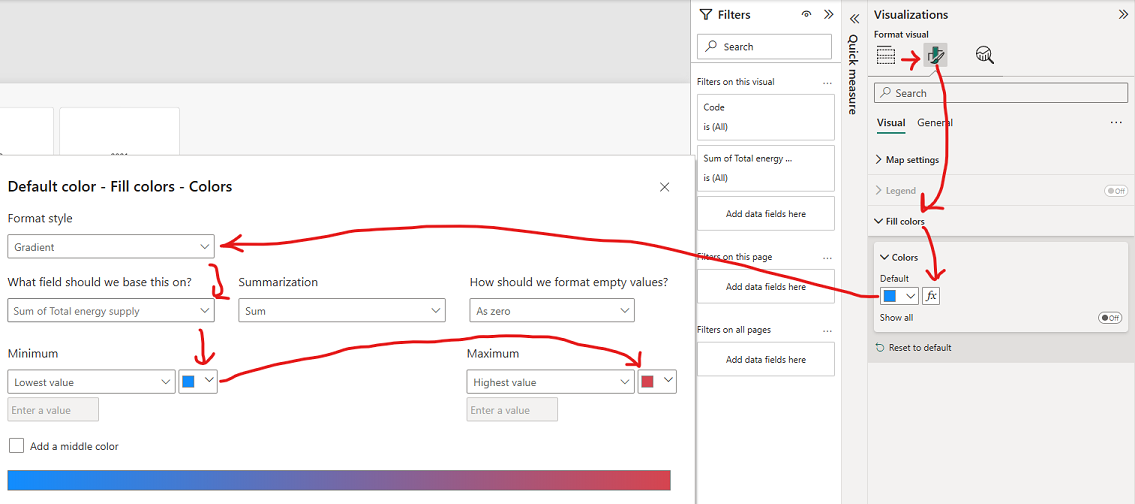 Filters
Search
Filters on this visual
...
Code
is (All)
Sum of Total energy ...
is (All)
Add data fields here
Filters on this page
...
Add data fields here
Filters on all pages
...
Add data fields here
Quick measure
Visualizations
Format visual
Search
Visual General ...
Map settings
Legend Off
Fill colors
Colors
Default
fx
Show all Off
Reset to default
Default color - Fill colors - Colors
Format style
Gradient
What field should we base this on? Summarization How should we format empty values?
Sum of Total energy supply Sum As zero
Minimum Maximum
Lowest value Highest value
Enter a value Enter a value
Add a middle color